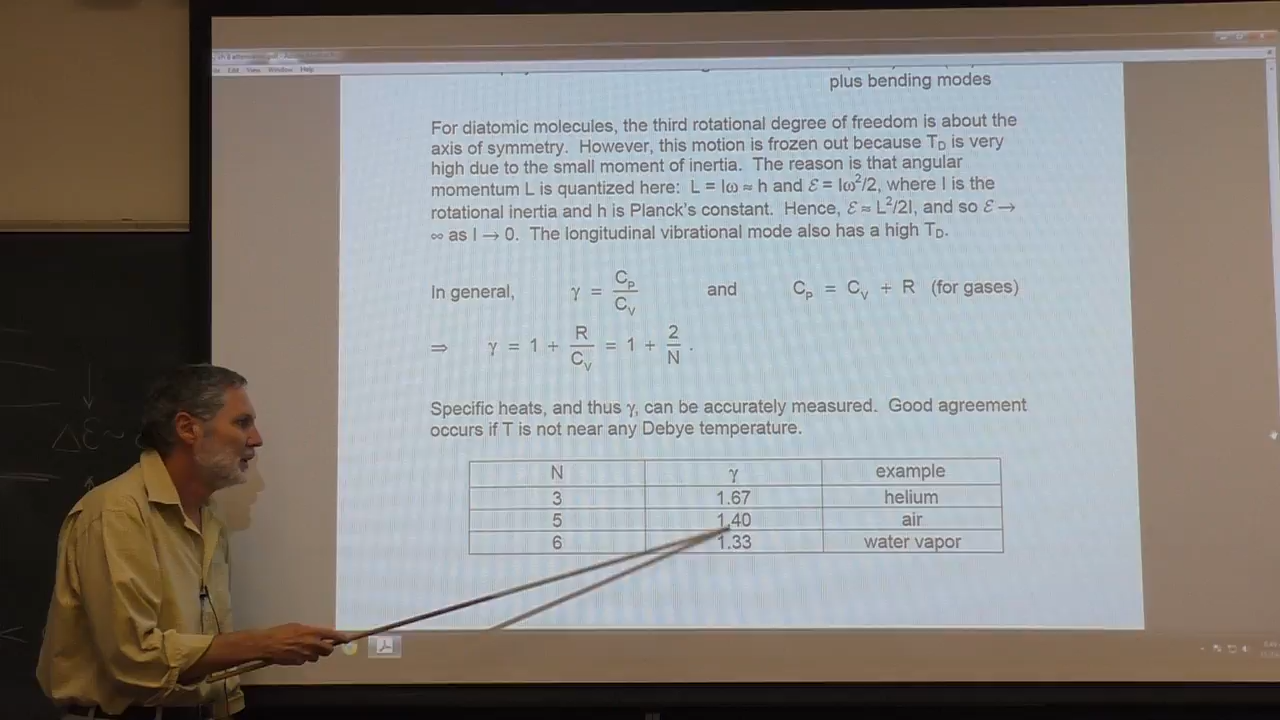 Edit View Window Help
plus bending modes
For diatomic molecules, the third rotational degree of freedom is about the
axis of symmetry. However, this motion is frozen out because T_D is very
high due to the small moment of inertia. The reason is that angular
momentum L is quantized here: L = Iω ≈ h and ℰ = Iω²/2, where I is the
rotational inertia and h is Planck's constant. Hence, ℰ ≈ L²/2I, and so ℰ →
∞ as I → 0. The longitudinal vibrational mode also has a high T_D.
In general, γ = C_P/C_V and C_P = C_V + R (for gases)
⇒ γ = 1 + R/C_V = 1 + 2/N .
Specific heats, and thus γ, can be accurately measured. Good agreement
occurs if T is not near any Debye temperature.
N γ example
3 1.67 helium
5 1.40 air
6 1.33 water vapor
Δℰ ~
<